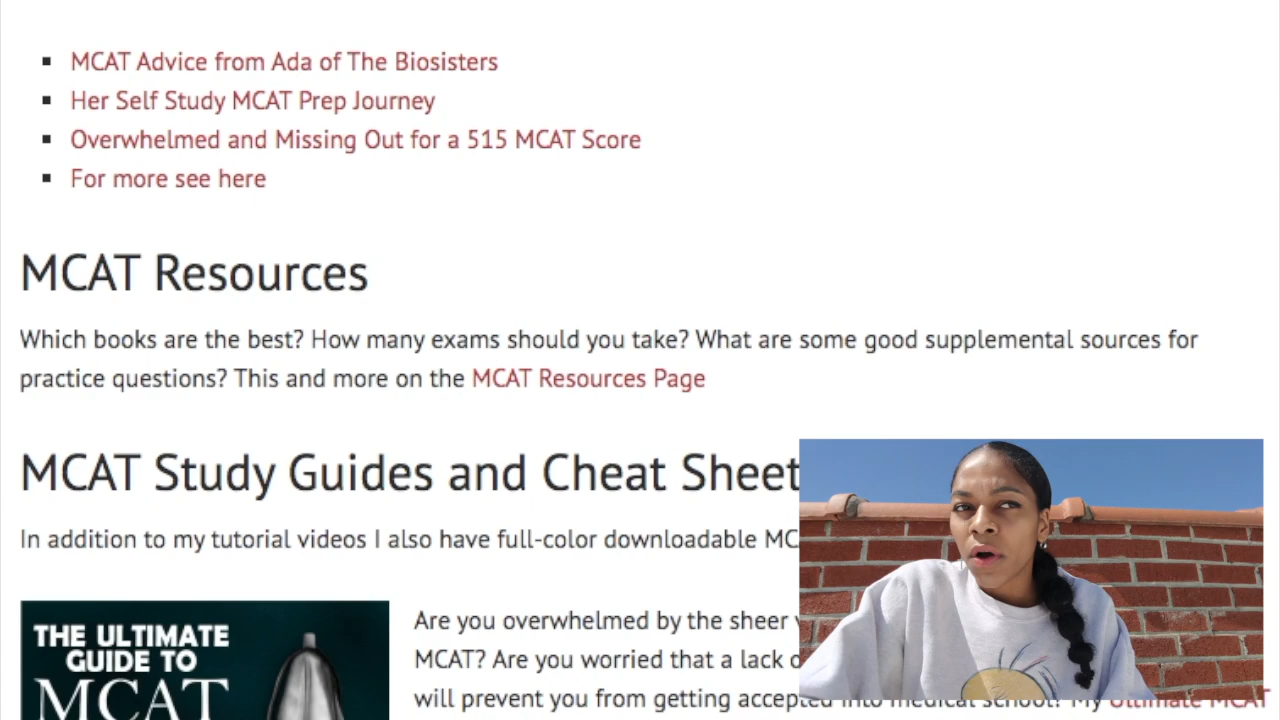 MCAT Advice from Ada of The Biosisters
Her Self Study MCAT Prep Journey
Overwhelmed and Missing Out for a 515 MCAT Score
For more see here
MCAT Resources
Which books are the best? How many exams should you take? What are some good supplemental sources for
practice questions? This and more on the MCAT Resources Page
MCAT Study Guides and Cheat Sheet
In addition to my tutorial videos I also have full-color downloadable MC
THE ULTIMATE
GUIDE TO
MCAT
Are you overwhelmed by the sheer
MCAT? Are you worried that a lack o
will prevent you from getting accepted into medical school? My Ultimate MCAT